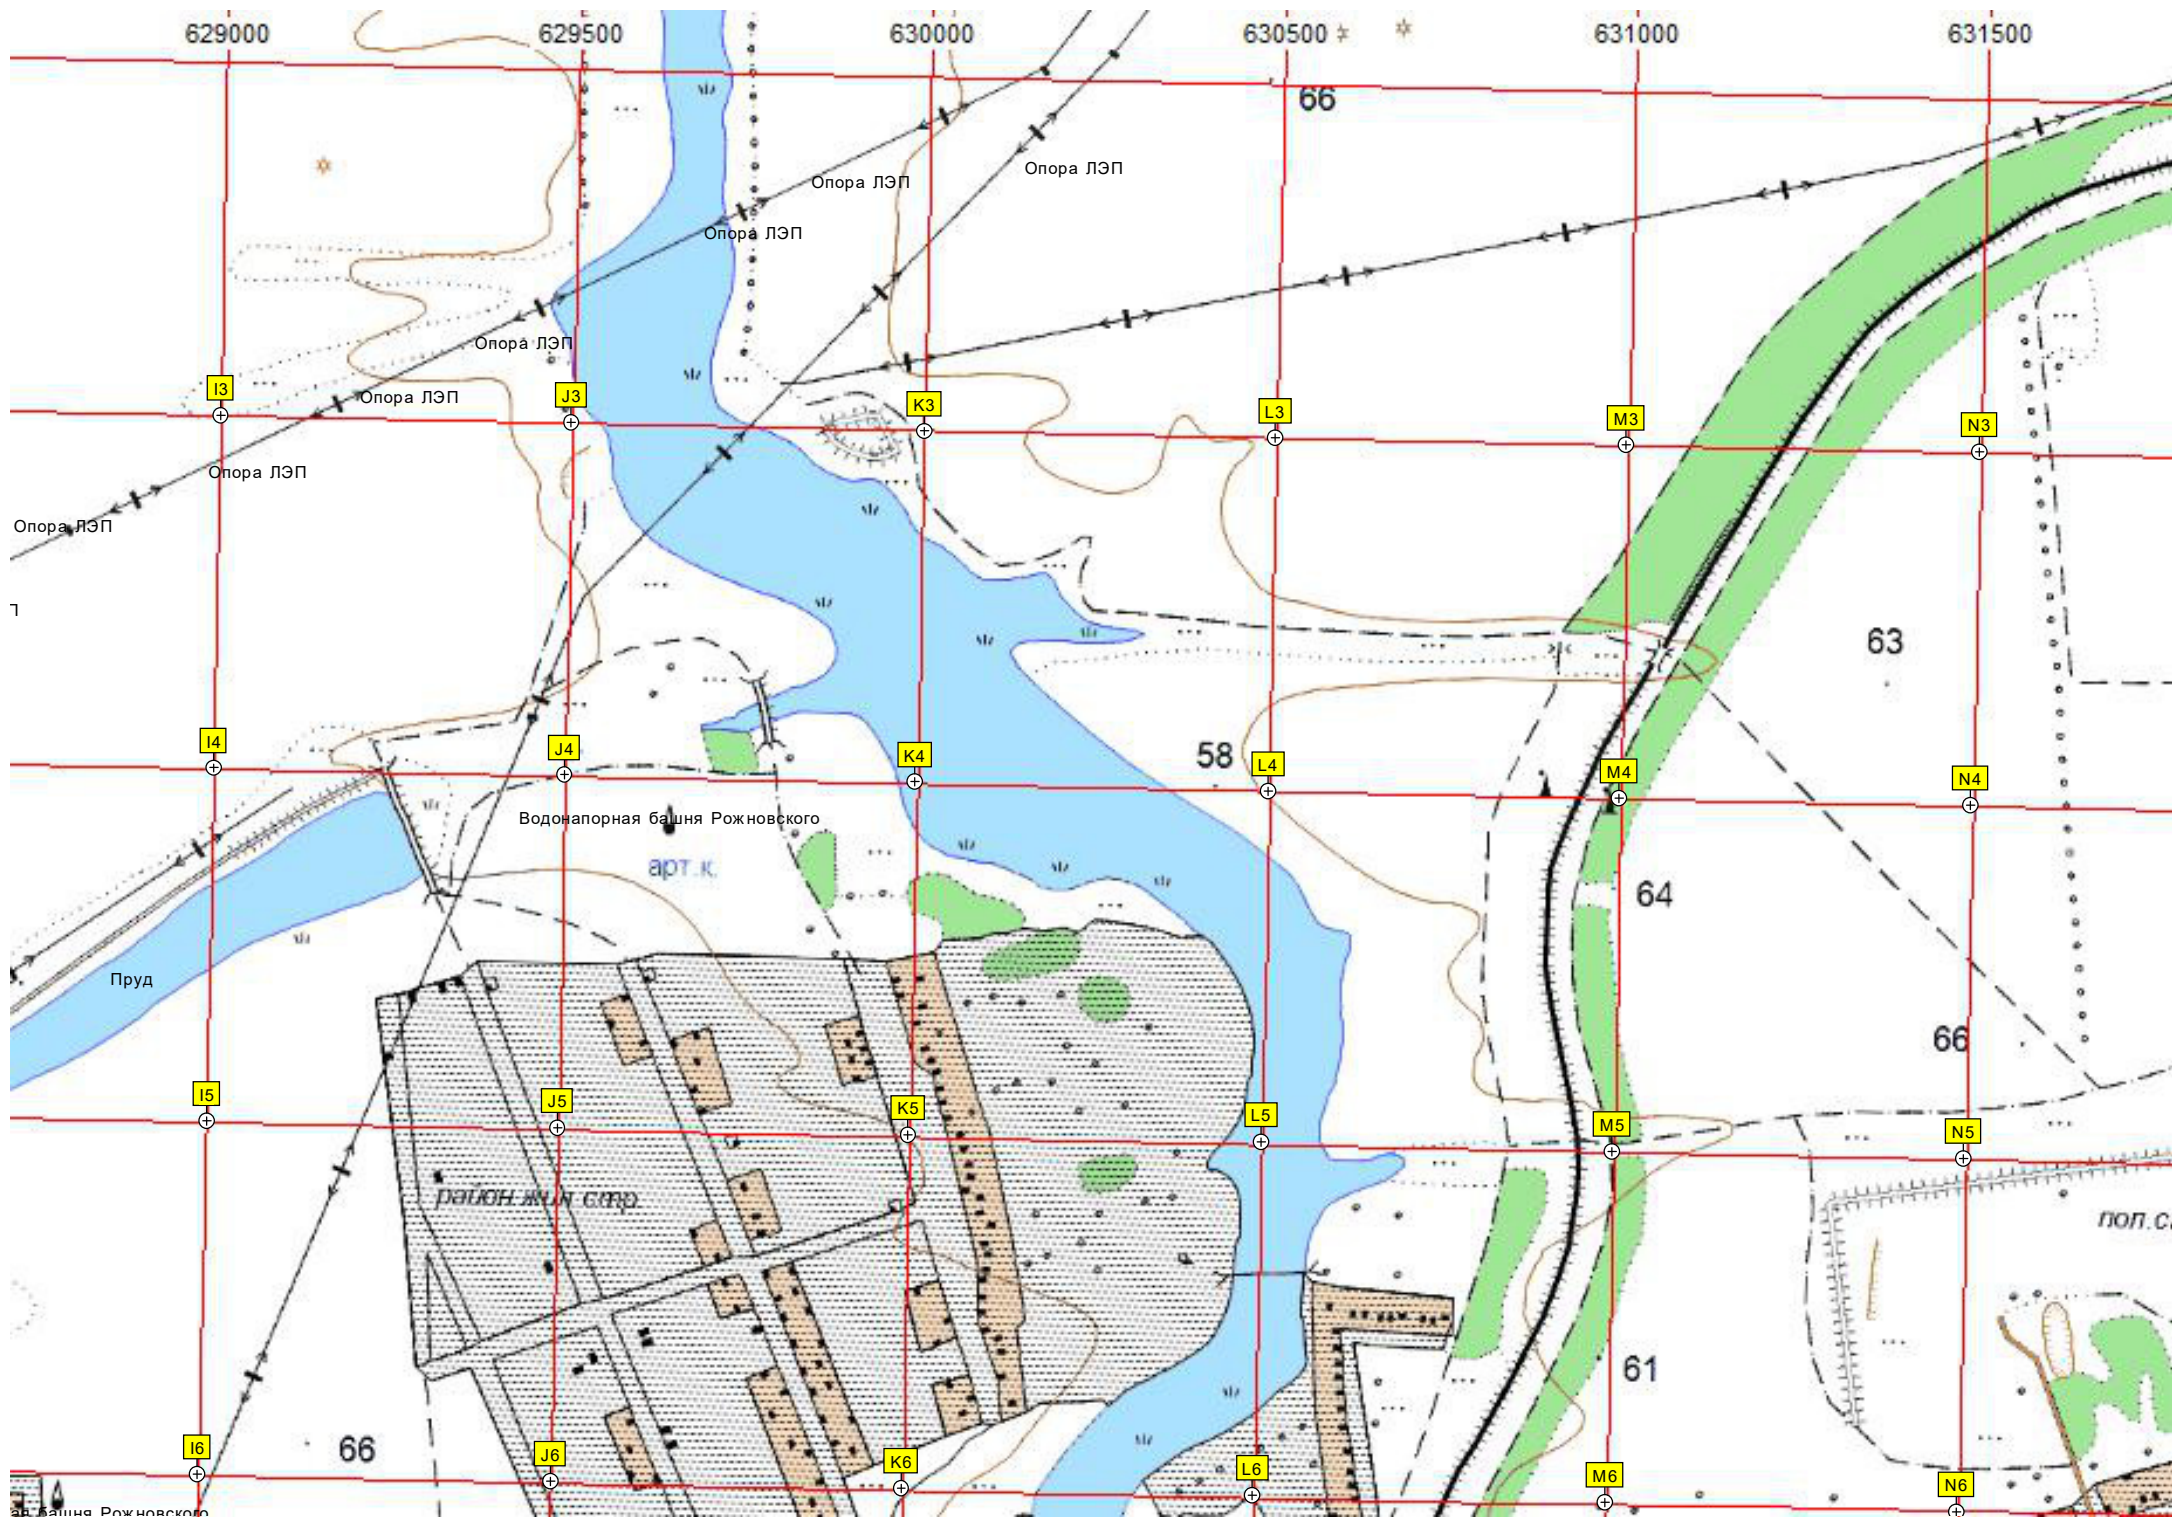 629000 629500 630000 630500 631000 631500
66
Опора ЛЭП
Опора ЛЭП
Опора ЛЭП
Опора ЛЭП
I3 J3 K3 L3 M3 N3
Опора ЛЭП
Опора ЛЭП
Опора ЛЭП
63
I4 J4 K4 L4 M4 N4
58
Водонапорная башня Рожновского
арт.к.
64
Пруд
66
I5 J5 K5 L5 M5 N5
район.жил.стр.
61
66
I6 J6 K6 L6 M6 N6
башня Рожновского